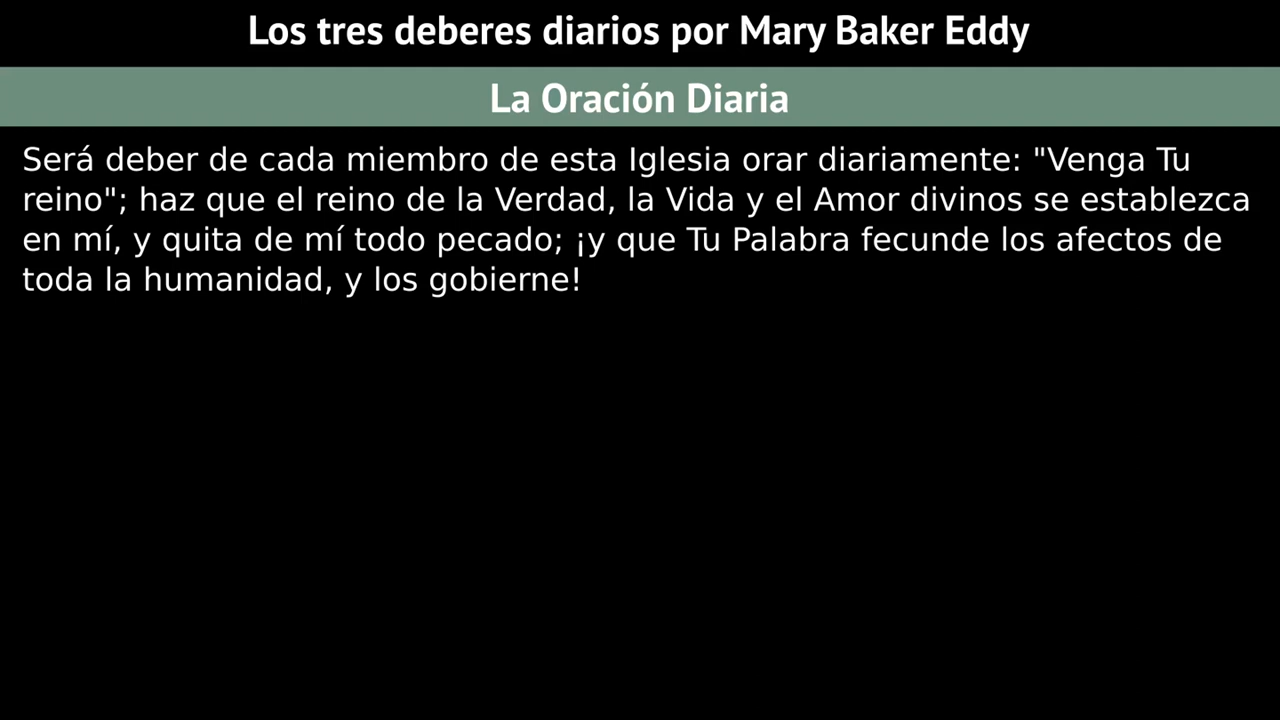 Los tres deberes diarios por Mary Baker Eddy
La Oración Diaria
Será deber de cada miembro de esta Iglesia orar diariamente: "Venga Tu
reino"; haz que el reino de la Verdad, la Vida y el Amor divinos se establezca
en mí, y quita de mí todo pecado; ¡y que Tu Palabra fecunde los afectos de
toda la humanidad, y los gobierne!